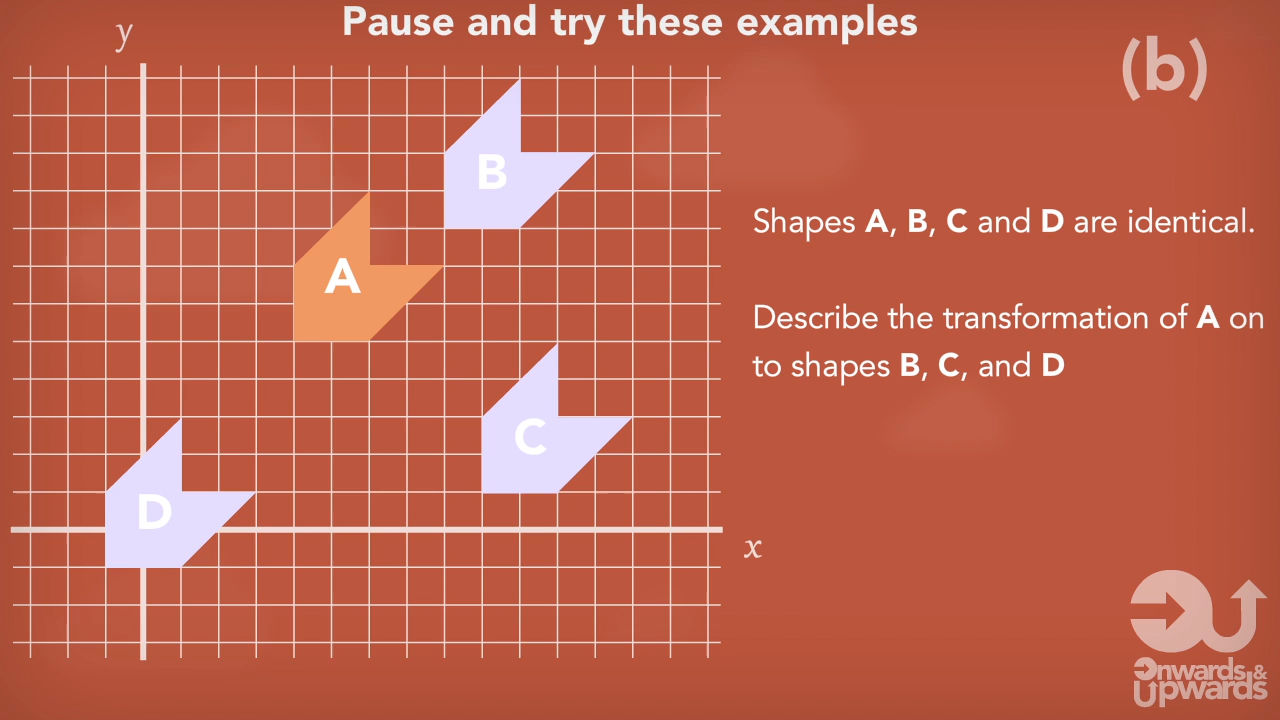 Pause and try these examples
y
(b)
B
Shapes A, B, C and D are identical.
A
Describe the transformation of A on
to shapes B, C, and D
C
D
x
Onwards &
Upwards